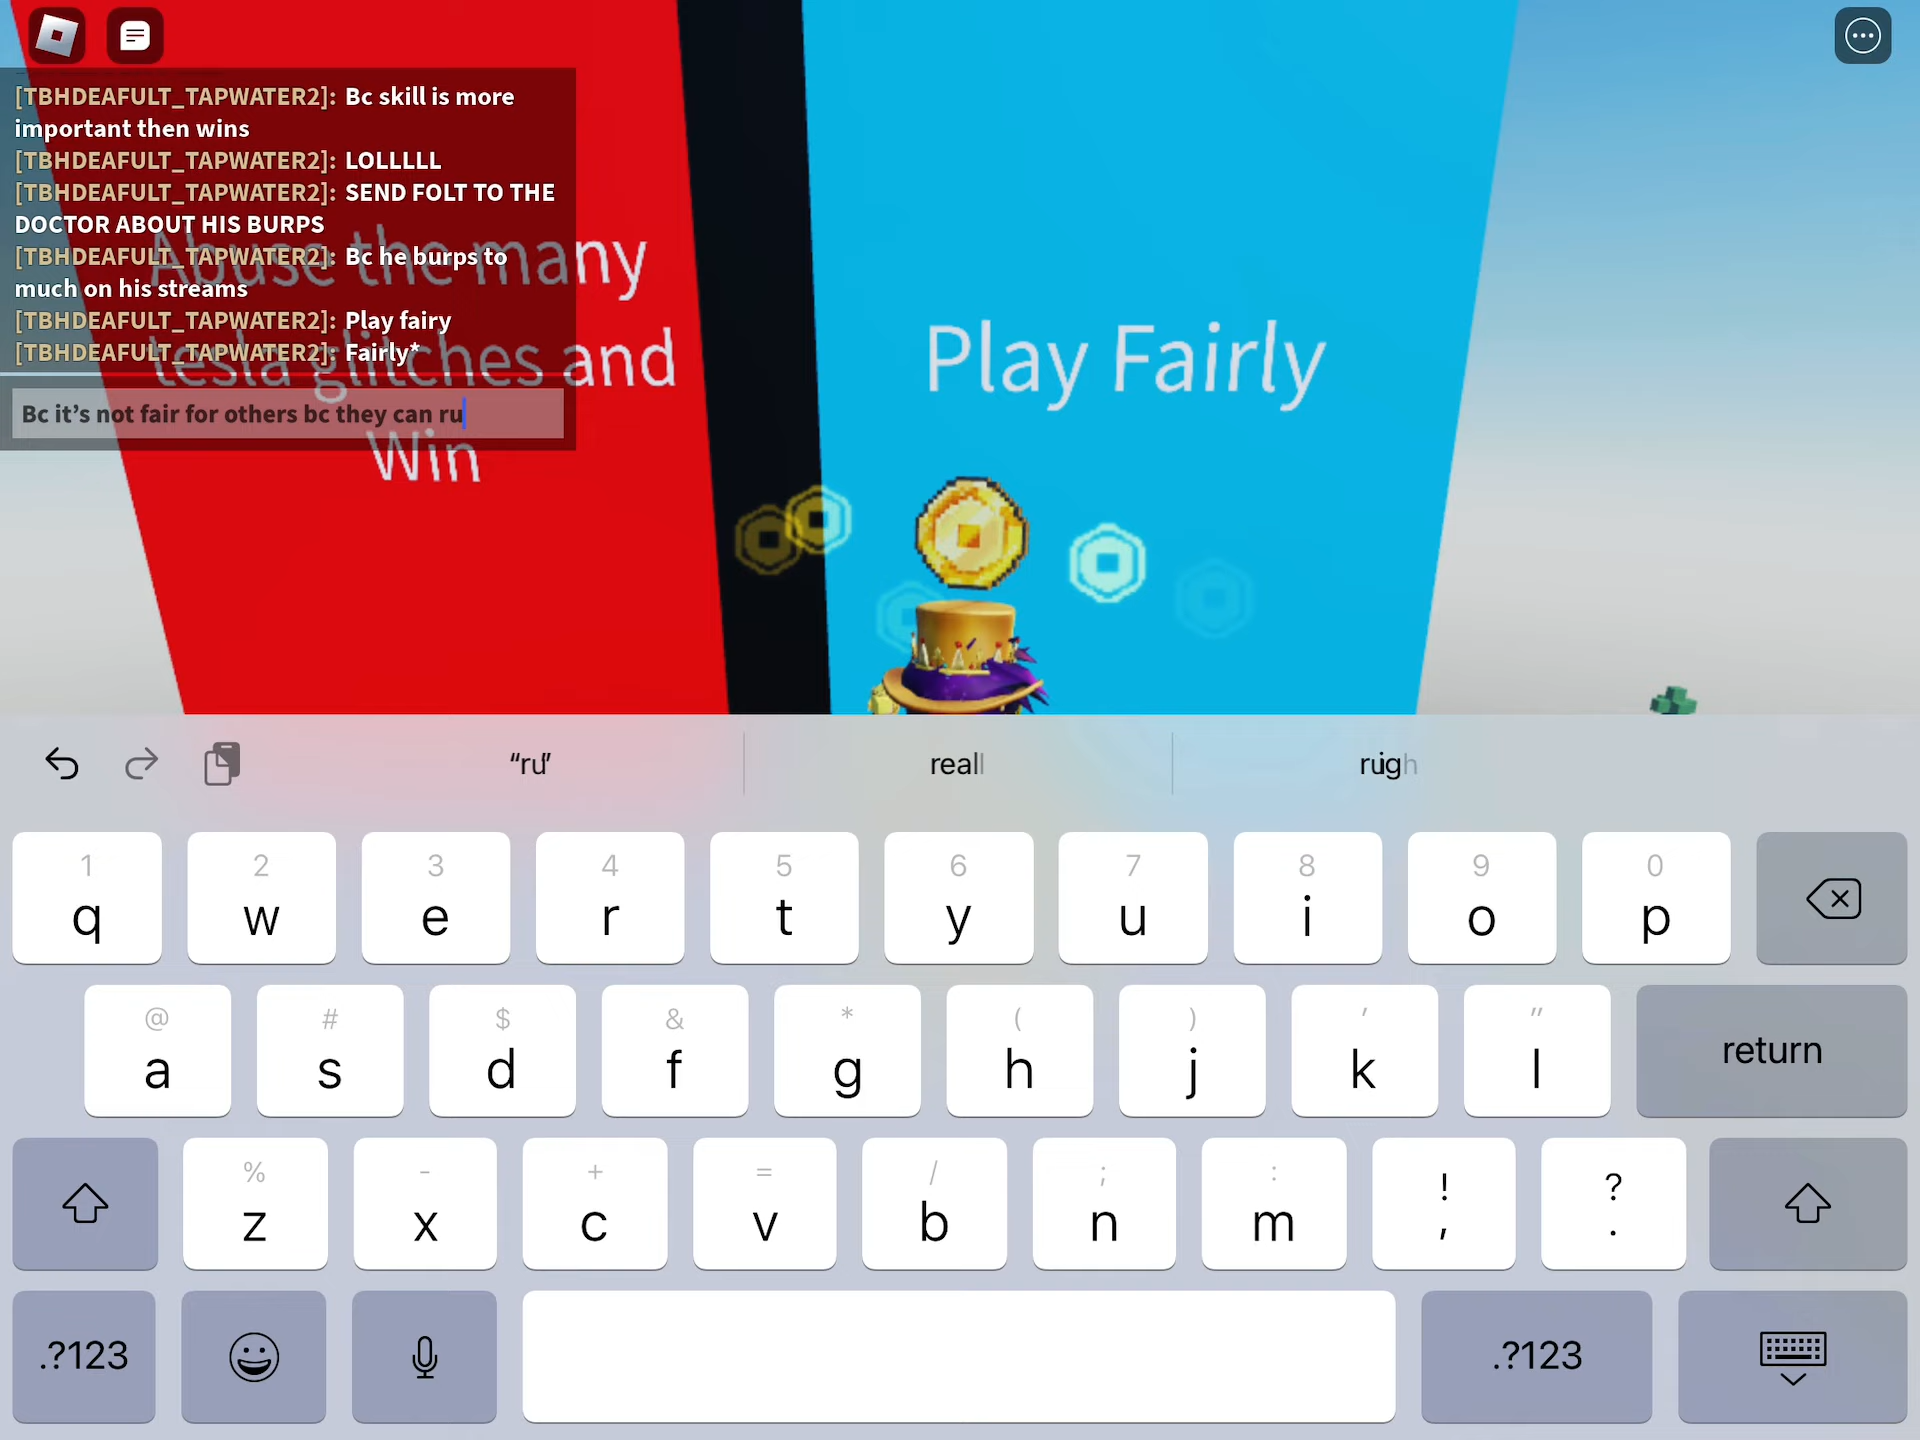 [TBHDEAFULT_TAPWATER2]: Bc skill is more
important then wins
[TBHDEAFULT_TAPWATER2]: LOLLLLL
[TBHDEAFULT_TAPWATER2]: SEND FOLT TO THE
DOCTOR ABOUT HIS BURPS
[TBHDEAFULT_TAPWATER2]: Bc he burps to
much on his streams
[TBHDEAFULT_TAPWATER2]: Play fairy
[TBHDEAFULT_TAPWATER2]: Fairly*
Bc it’s not fair for others bc they can ru
Abuse the many
tesla glitches and
Win
Play Fairly
“ru” reall rugh
1 2 3 4 5 6 7 8 9 0
q w e r t y u i o p
@ # $ & * ( ) ' "
a s d f g h j k l return
% - + = / ; : ! ?
z x c v b n m , .
.?123 .?123